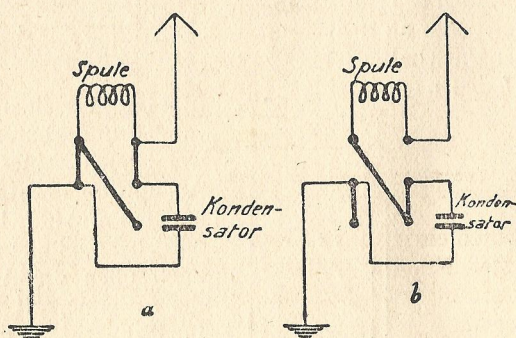 Spule
Konden-
sator
a
Spule
Konden-
sator
b